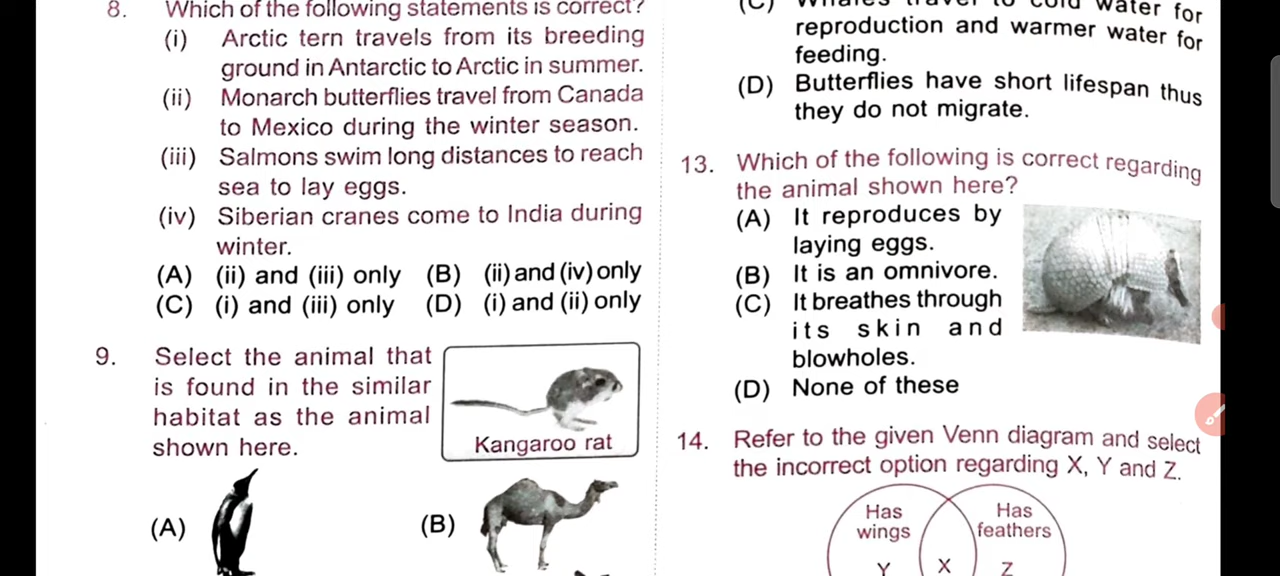 8. Which of the following statements is correct?
(i) Arctic tern travels from its breeding
ground in Antarctic to Arctic in summer.
(ii) Monarch butterflies travel from Canada
to Mexico during the winter season.
(iii) Salmons swim long distances to reach
sea to lay eggs.
(iv) Siberian cranes come to India during
winter.
(A) (ii) and (iii) only (B) (ii) and (iv) only
(C) (i) and (iii) only (D) (i) and (ii) only
9. Select the animal that
is found in the similar
habitat as the animal
shown here.
Kangaroo rat
(A) (B)
(C) Whales travel to cold water for
reproduction and warmer water for
feeding.
(D) Butterflies have short lifespan thus
they do not migrate.
13. Which of the following is correct regarding
the animal shown here?
(A) It reproduces by
laying eggs.
(B) It is an omnivore.
(C) It breathes through
its skin and
blowholes.
(D) None of these
14. Refer to the given Venn diagram and select
the incorrect option regarding X, Y and Z.
Has
wings
Has
feathers
Y X Z